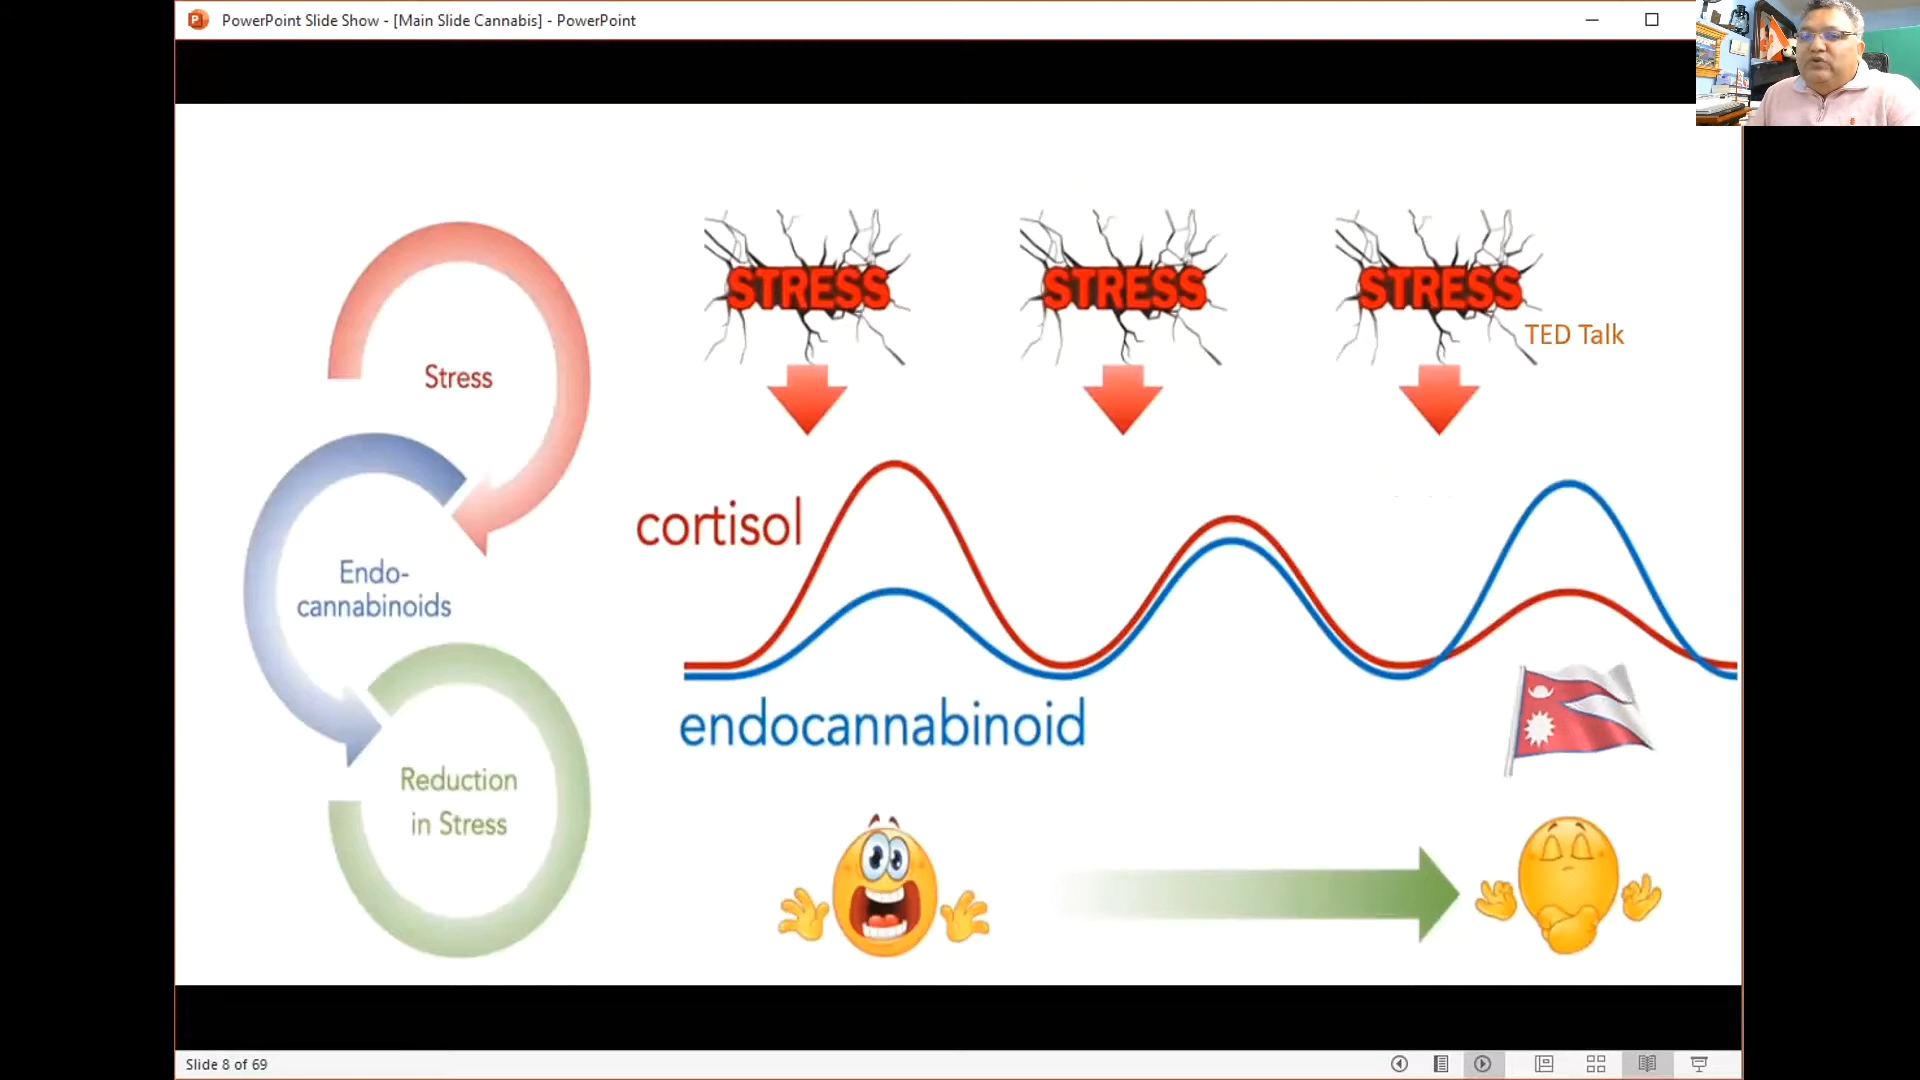 PowerPoint Slide Show - [Main Slide Cannabis] - PowerPoint
STRESS
STRESS
STRESS
TED Talk
Stress
cortisol
Endo-
cannabinoids
endocannabinoid
Reduction
in Stress
Slide 8 of 69